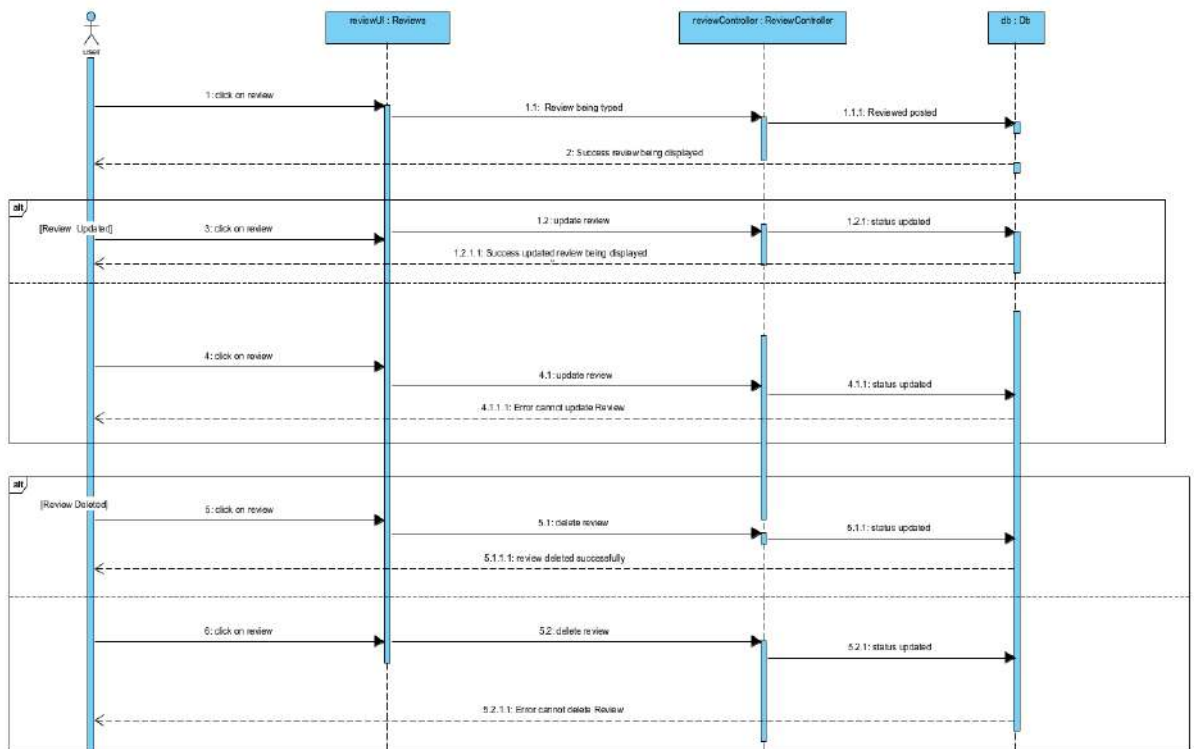 reviewUI : Reviews
reviewController : ReviewController
db : Db
user
1: click on review
1.1: Review being typed
1.1.1: Reviewed posted
2: Success review being displayed
alt
[Review Updated]
3: click on review
1.2: update review
1.2.1: status updated
1.2.1.1: Success updated review being displayed
4: click on review
4.1: update review
4.1.1: status updated
4.1.1.1: Error cannot update Review
alt
[Review Deleted]
5: click on review
5.1: delete review
5.1.1: status updated
5.1.1.1: review deleted successfully
6: click on review
5.2: delete review
5.2.1: status updated
5.2.1.1: Error cannot delete Review